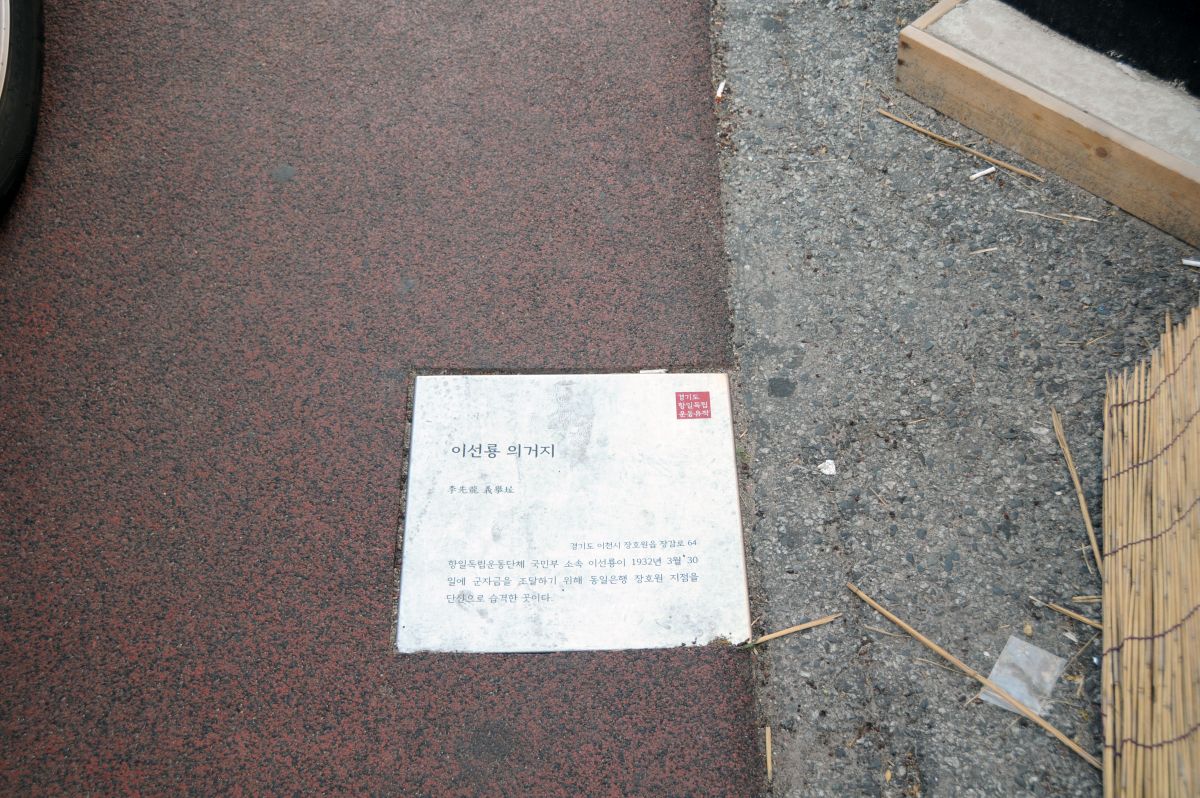 경기도
항일독립
운동유적
이선룡 의거지
李先龍 義擧址
경기도 이천시 장호원읍 장감로 64
항일독립운동단체 국민부 소속 이선룡이 1932년 3월 30
일에 군자금을 조달하기 위해 동일은행 장호원 지점을
단신으로 습격한 곳이다.